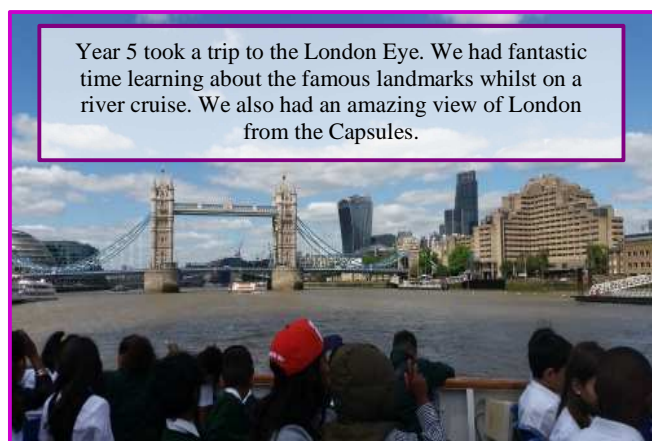 Year 5 took a trip to the London Eye. We had fantastic
time learning about the famous landmarks whilst on a
river cruise. We also had an amazing view of London
from the Capsules.